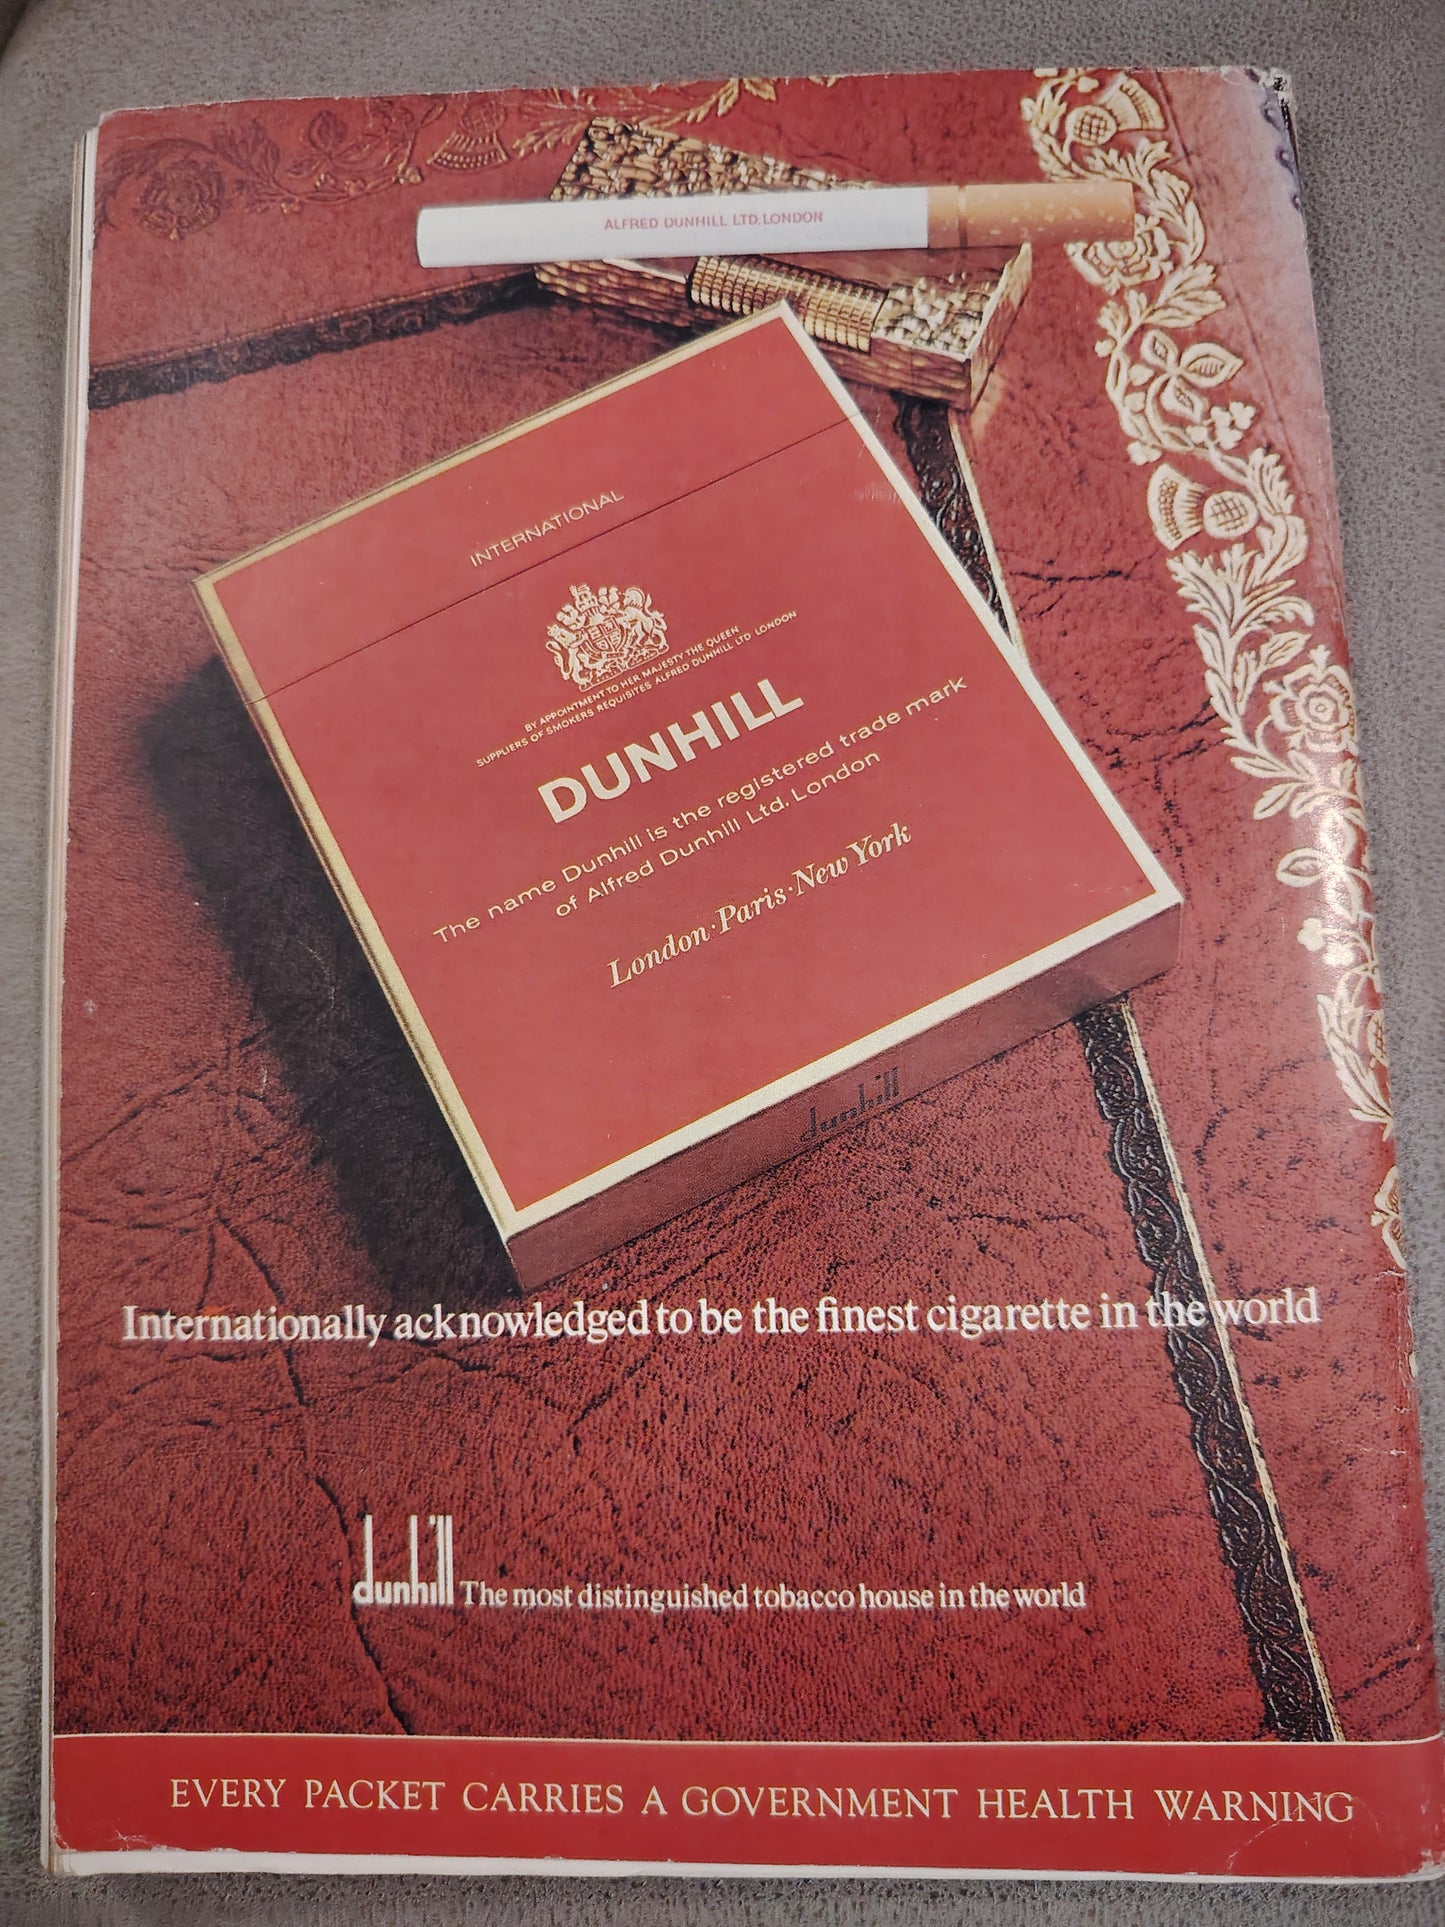 ALFRED DUNHILL LTD. LONDON
INTERNATIONAL
BY APPOINTMENT TO HER MAJESTY THE QUEEN
SUPPLIERS OF SMOKERS REQUISITES ALFRED DUNHILL LTD LONDON
DUNHILL
The name Dunhill is the registered trade mark
of Alfred Dunhill Ltd. London
London·Paris·New York
dunhill
Internationally acknowledged to be the finest cigarette in the world
dunhill The most distinguished tobacco house in the world
EVERY PACKET CARRIES A GOVERNMENT HEALTH WARNING